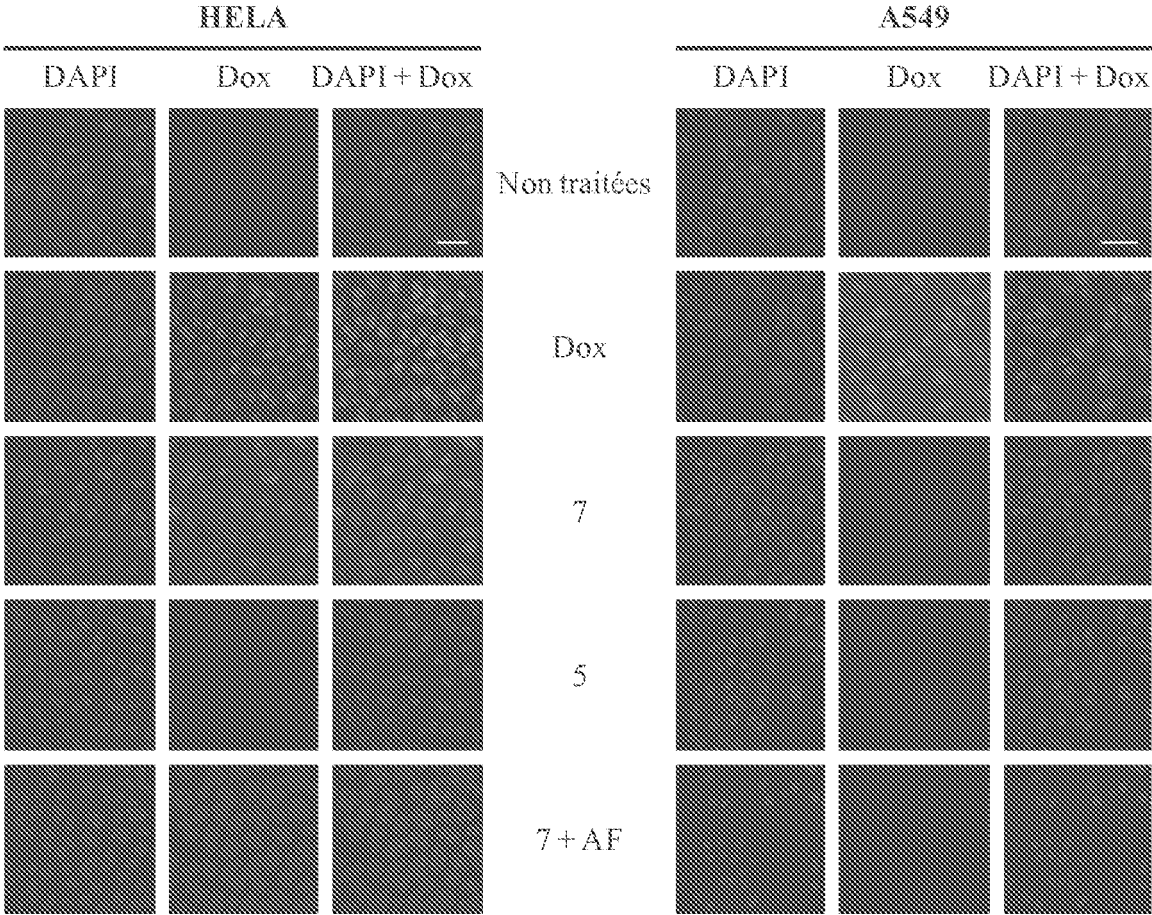 HELA A549
DAPI Dox DAPI + Dox DAPI Dox DAPI + Dox
Non traitées
Dox
7
5
7 + AF